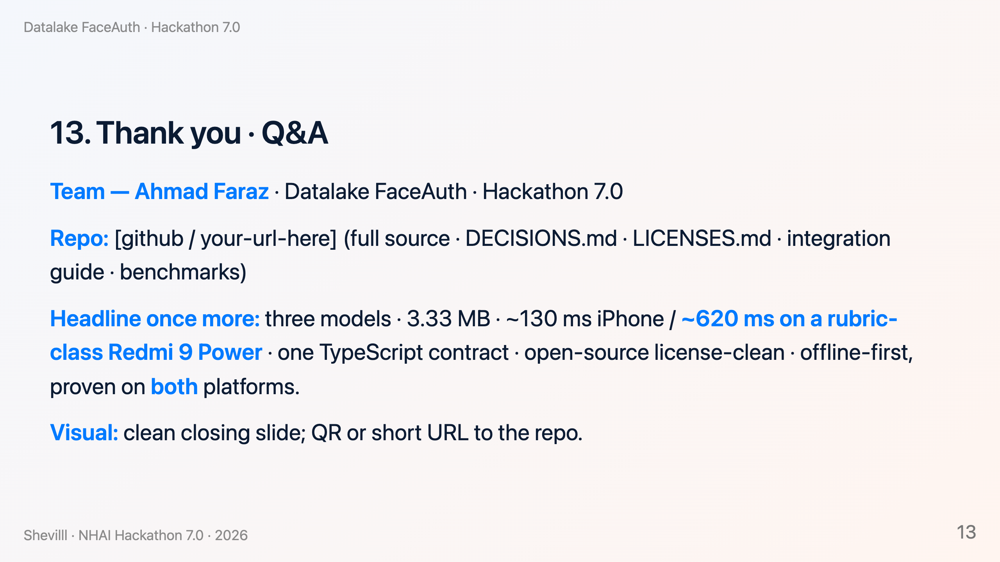 Datalake FaceAuth · Hackathon 7.0
13. Thank you · Q&A
Team — Ahmad Faraz · Datalake FaceAuth · Hackathon 7.0
Repo: [github / your-url-here] (full source · DECISIONS.md · LICENSES.md · integration
guide · benchmarks)
Headline once more: three models · 3.33 MB · ~130 ms iPhone / ~620 ms on a rubric-
class Redmi 9 Power · one TypeScript contract · open-source license-clean · offline-first,
proven on both platforms.
Visual: clean closing slide; QR or short URL to the repo.
Shevilll · NHAI Hackathon 7.0 · 2026
13